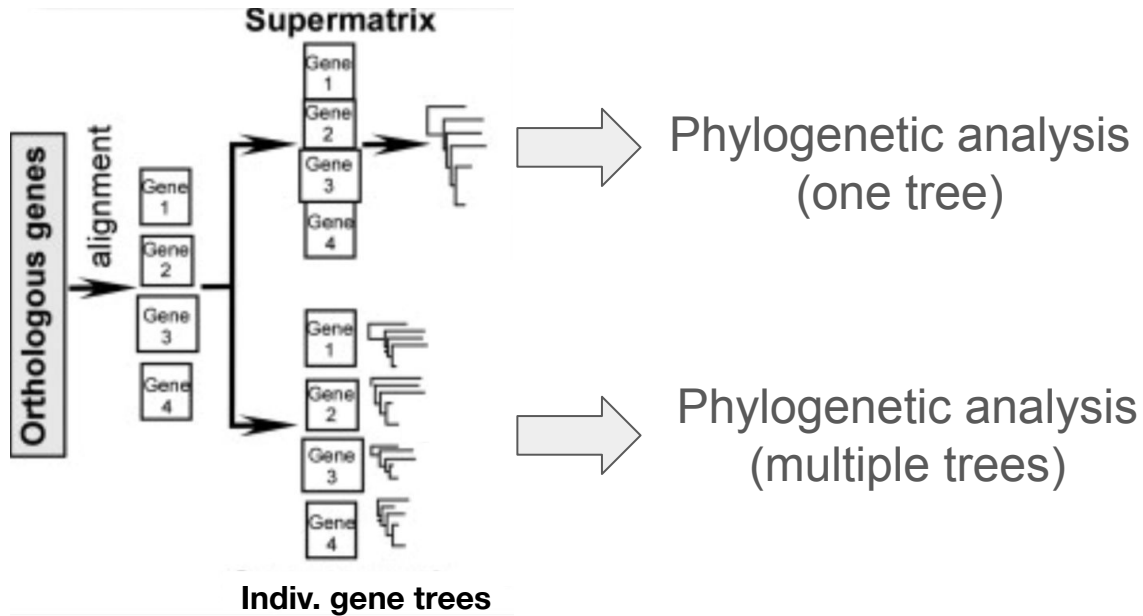 Supermatrix
Orthologous genes
alignment
Gene
1
Gene
2
Gene
3
Gene
4
Gene
1
Gene
2
Gene
3
Gene
4
Phylogenetic analysis
(one tree)
Gene
1
Gene
2
Gene
3
Gene
4
Phylogenetic analysis
(multiple trees)
Indiv. gene trees